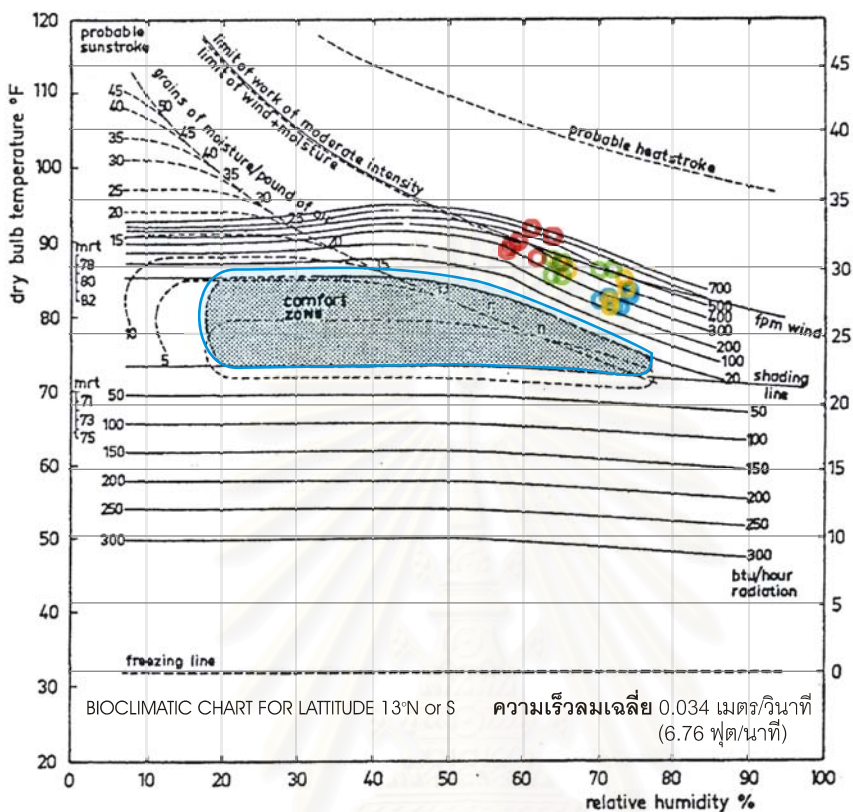 dry bulb temperature °F
120
110
100
90
80
70
60
50
40
30
20
45
40
35
30
25
20
15
10
5
0
probable
sunstroke
45
40
35
30
25
20
15
10
5
50
45
40
35
30
25
20
15
grains of moisture/pound of air
limit of work of moderate intensity
limit of wind+moisture
probable heatstroke
mrt
78
80
82
comfort
ZONE
700
500
400
300
200
100
20
fpm wind
shading
line
mrt
71
73
75
50
100
150
200
250
300
50
100
150
200
250
300
btu/hour
radiation
freezing line
BIOCLIMATIC CHART FOR LATTITUDE 13°N or S
ความเร็วลมเฉลี่ย 0.034 เมตร/วินาที
(6.76 ฟุต/นาที)
0 10 20 30 40 50 60 70 80 90 100
relative humidity %